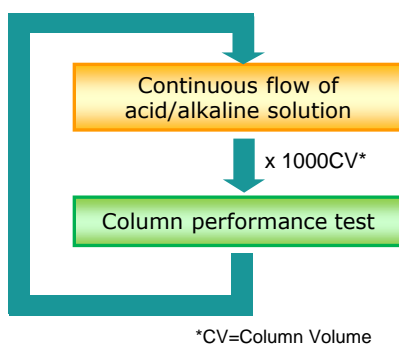 Continuous flow of
acid/alkaline solution
x 1000CV*
Column performance test
*CV=Column Volume